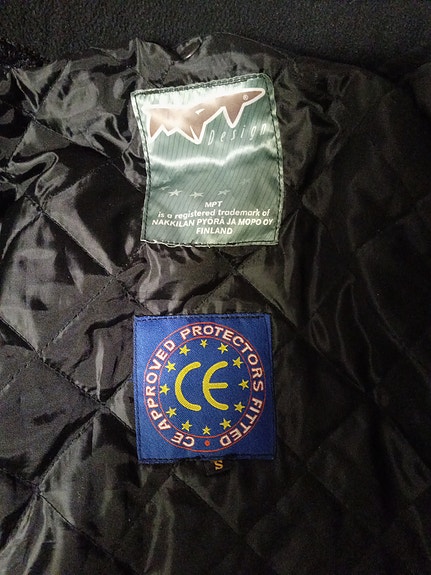 MPT
®
Design
MPT
is a registered trademark of
NAKKILAN PYÖRÄ JA MOPO OY
FINLAND
CE APPROVED PROTECTORS FITTED
CE
S